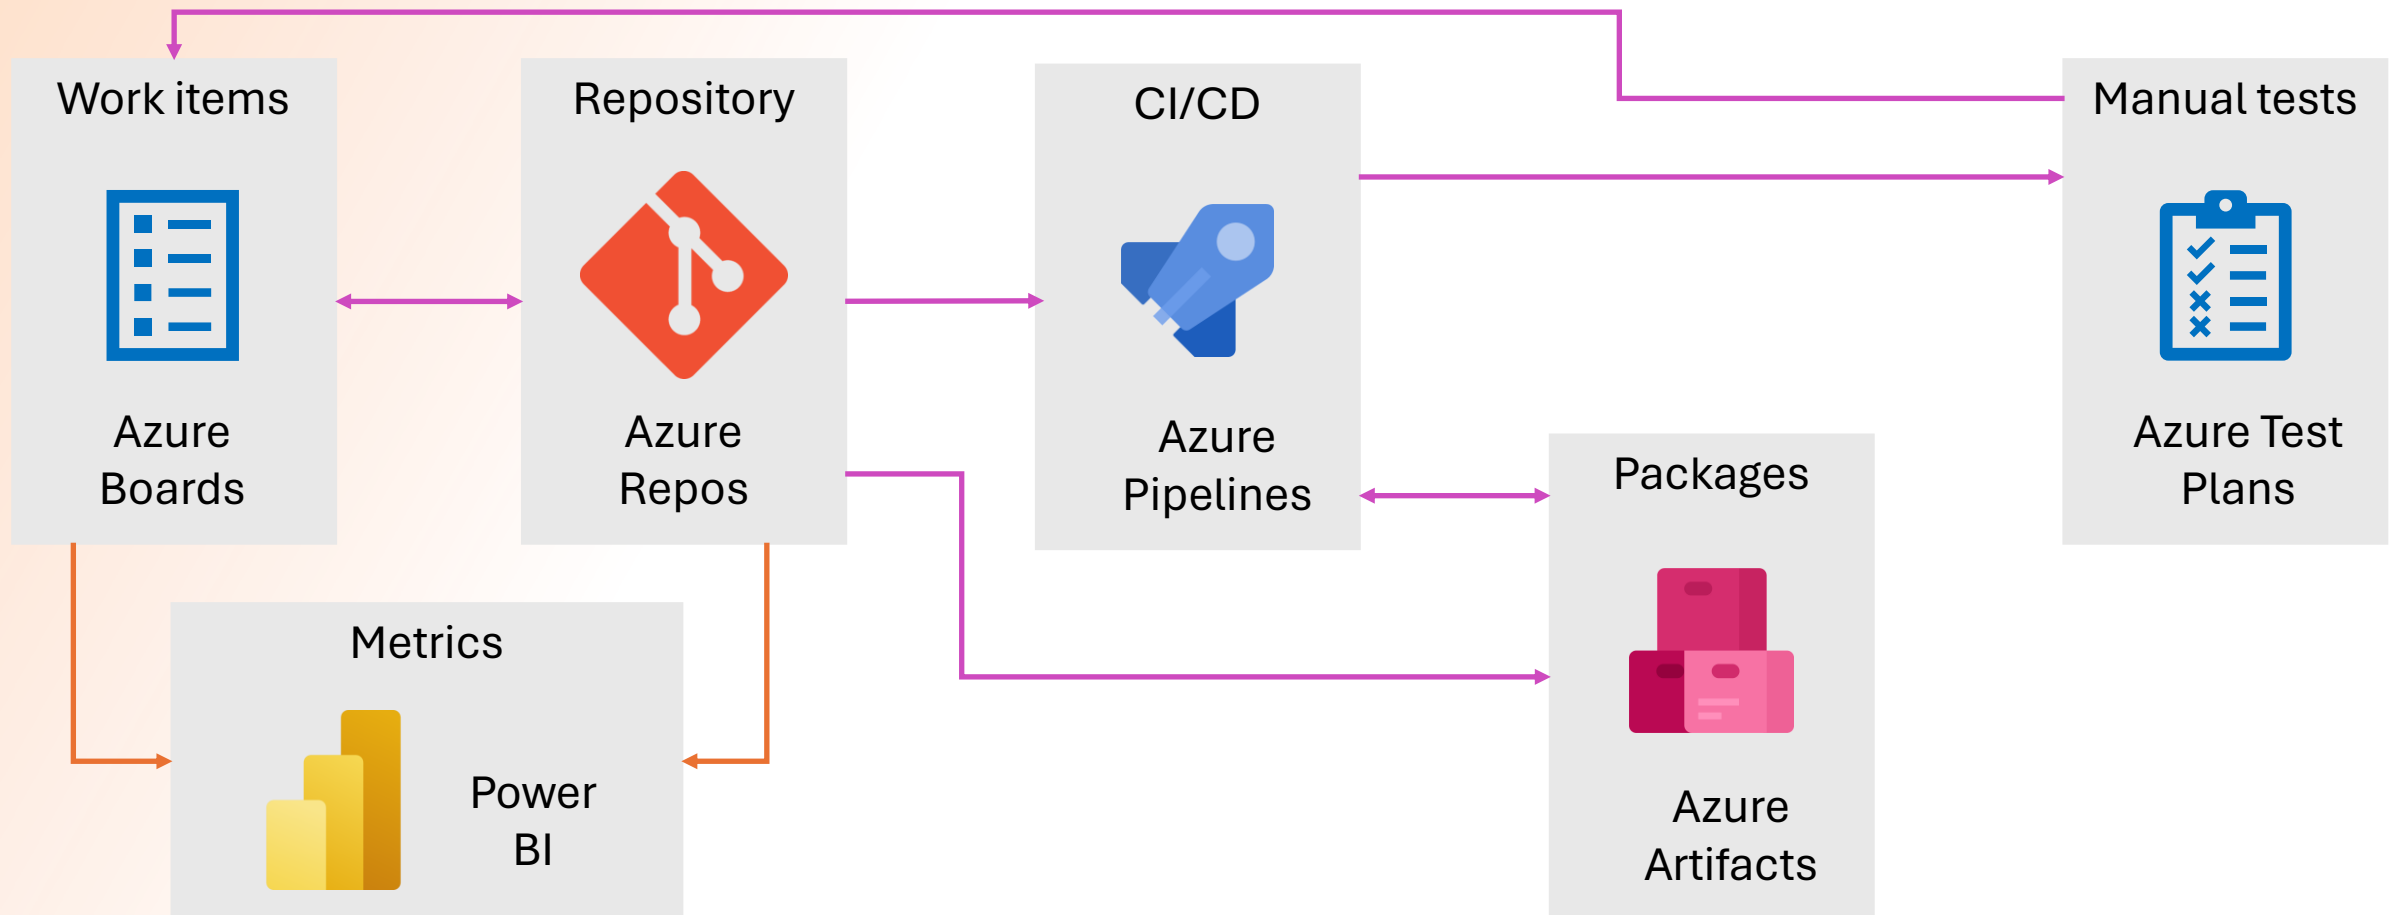 Work items
Azure
Boards
Repository
Azure
Repos
CI/CD
Azure
Pipelines
Manual tests
Azure Test
Plans
Packages
Azure
Artifacts
Metrics
Power
BI